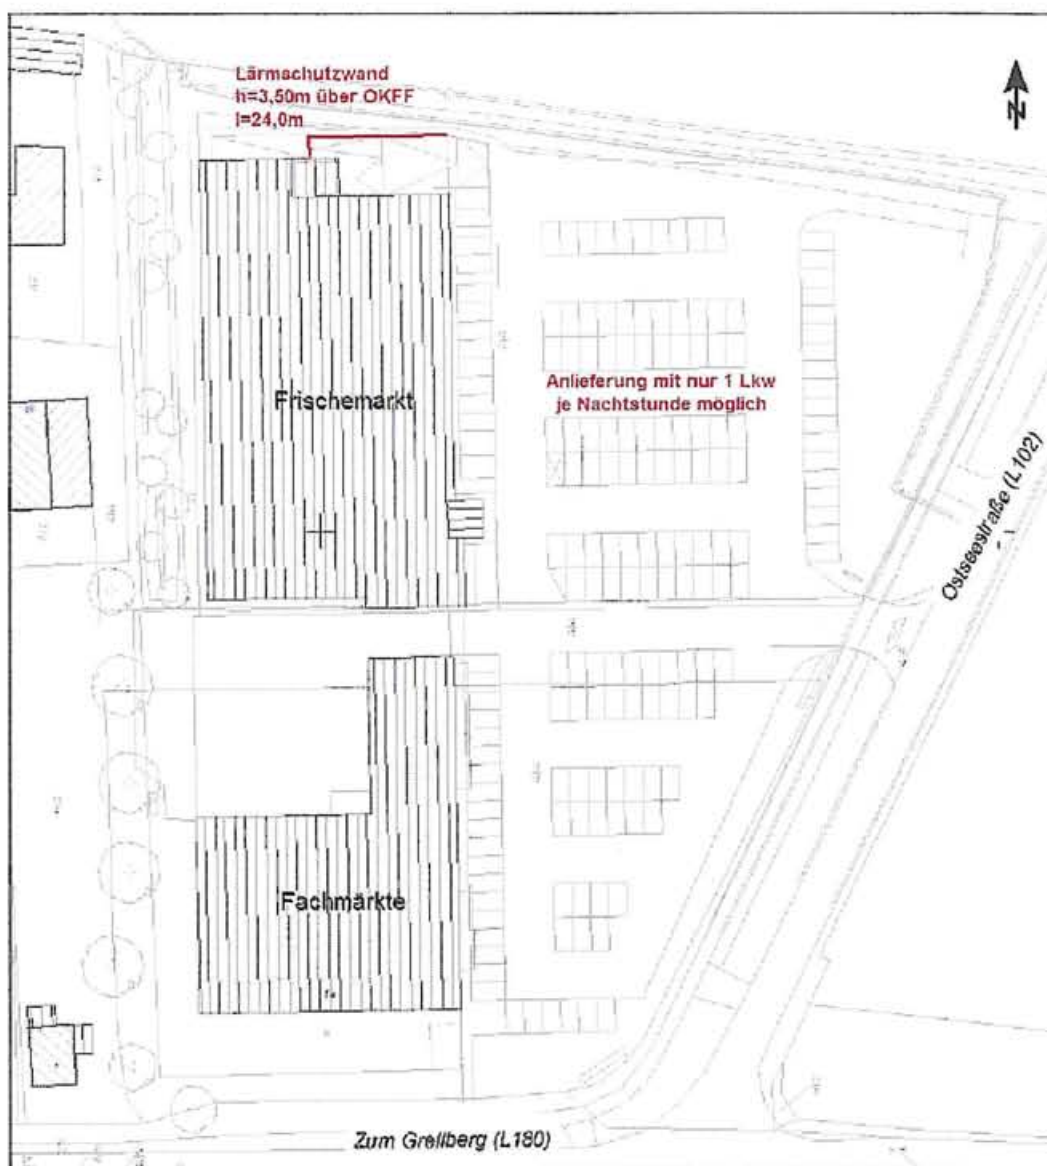 Lärmschutzwand
h=3,50m über OKFF
l=24,0m
N
Anlieferung mit nur 1 Lkw
je Nachtstunde möglich
Frischemarkt
Ostseestraße (L102)
Fachmärkte
Zum Grellberg (L180)